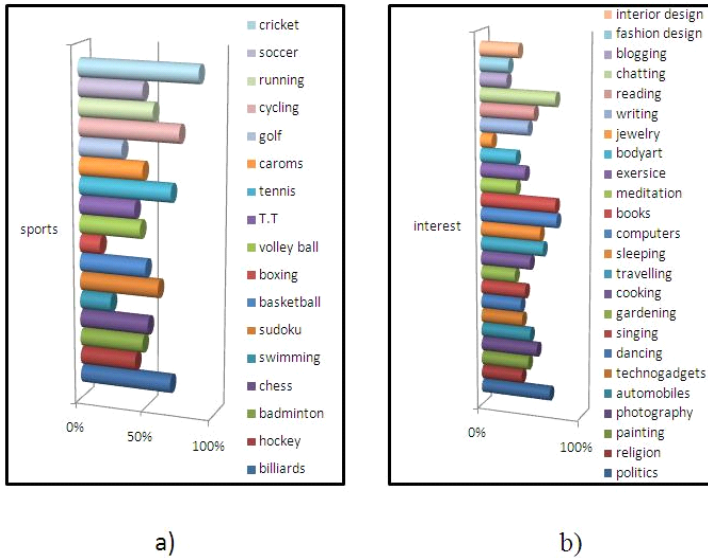 sports
0%
50%
100%
cricket
soccer
running
cycling
golf
caroms
tennis
T.T
volley ball
boxing
basketball
sudoku
swimming
chess
badminton
hockey
billiards
a)
interest
0%
100%
interior design
fashion design
blogging
chatting
reading
writing
jewelry
bodyart
exersice
meditation
books
computers
sleeping
travelling
cooking
gardening
singing
dancing
technogadgets
automobiles
photography
painting
religion
politics
b)